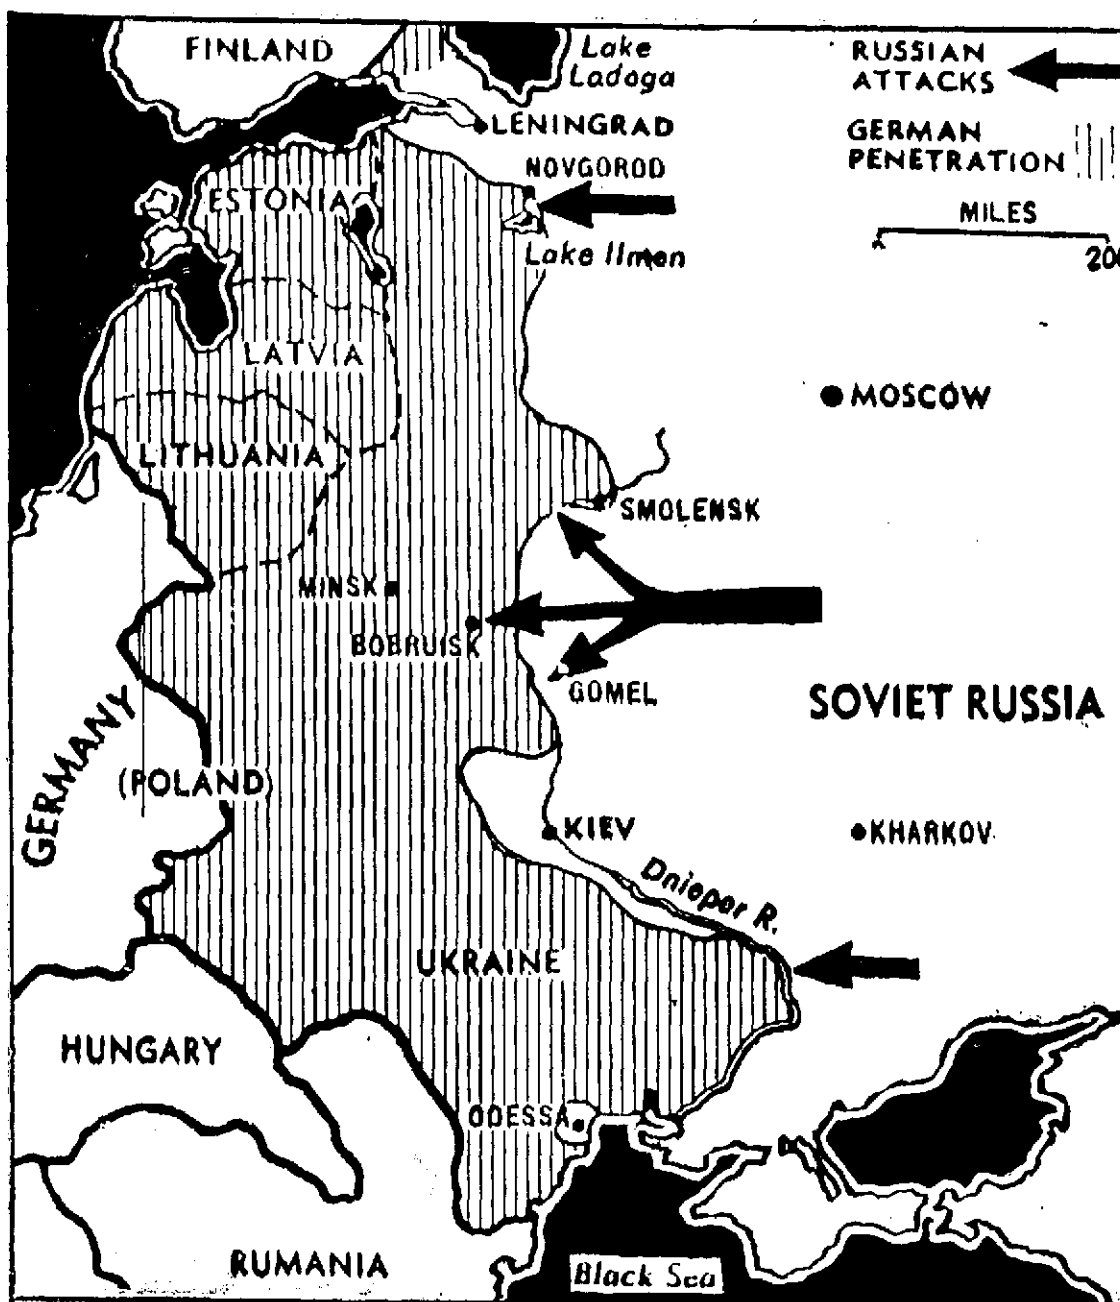 FINLAND
Lake
Ladoga
RUSSIAN
ATTACKS
LENINGRAD
GERMAN
PENETRATION
NOVGOROD
ESTONIA
MILES
Lake Ilmen
200
LATVIA
MOSCOW
LITHUANIA
SMOLENSK
MINSK
BOBRUISK
GOMEL
SOVIET RUSSIA
GERMANY
(POLAND)
KIEV
KHARKOV
Dnieper R.
UKRAINE
HUNGARY
ODESSA
RUMANIA
Black Sea